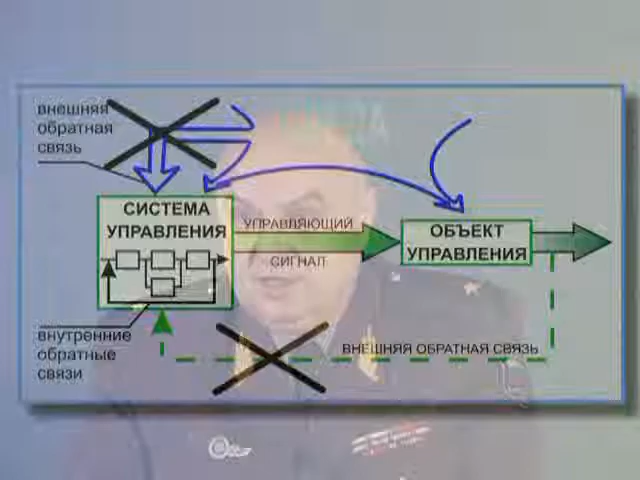 внешняя
обратная
связь
СИСТЕМА
УПРАВЛЕНИЯ
УПРАВЛЯЮЩИЙ
СИГНАЛ
ОБЪЕКТ
УПРАВЛЕНИЯ
внутренние
обратные
связи
ВНЕШНЯЯ ОБРАТНАЯ СВЯЗЬ